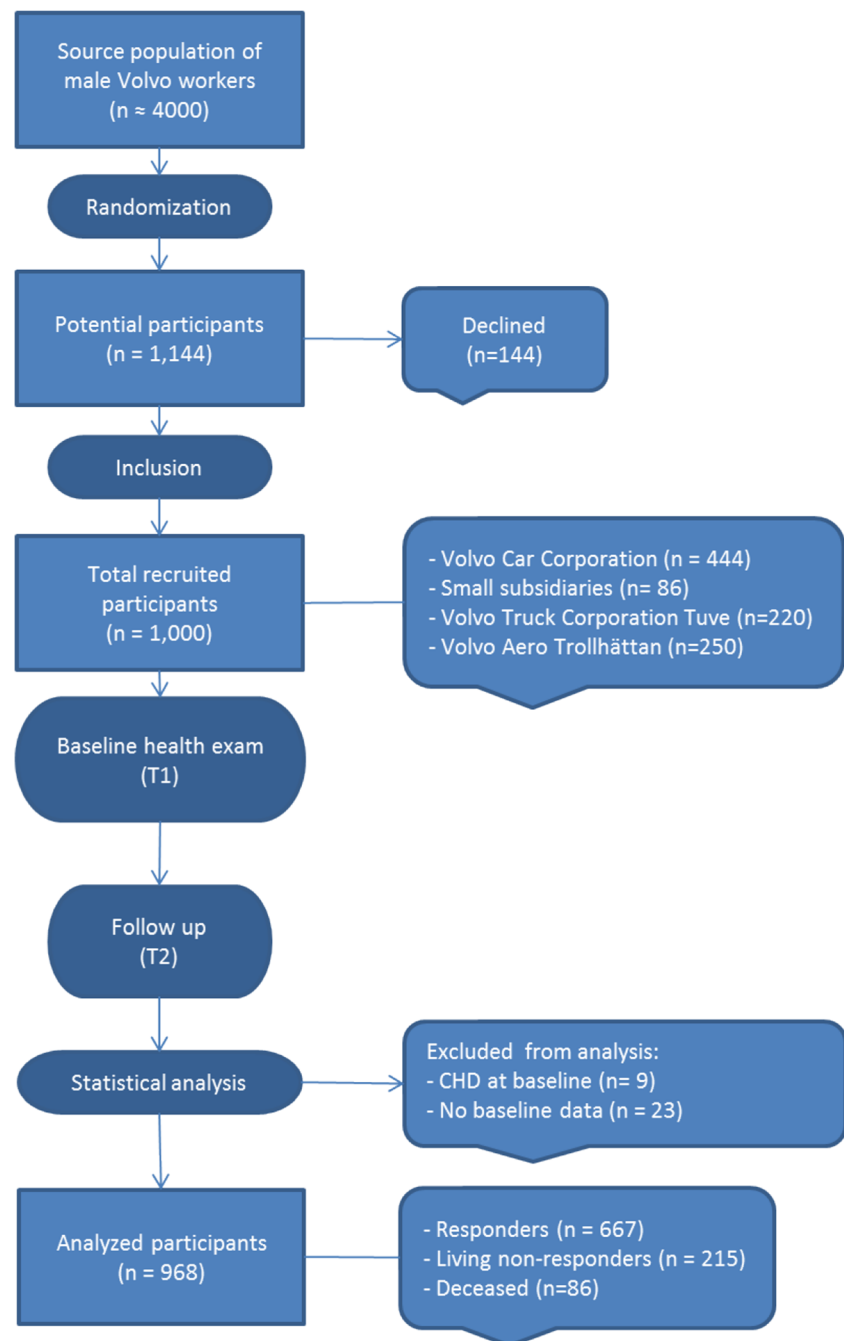 Source population of
male Volvo workers
(n ≈ 4000)
Randomization
Potential participants
(n = 1,144)
Declined
(n=144)
Inclusion
Total recruited
participants
(n = 1,000)
- Volvo Car Corporation (n = 444)
- Small subsidiaries (n= 86)
- Volvo Truck Corporation Tuve (n=220)
- Volvo Aero Trollhättan (n=250)
Baseline health exam
(T1)
Follow up
(T2)
Statistical analysis
Excluded  from analysis:
- CHD at baseline (n= 9)
- No baseline data (n = 23)
Analyzed participants
(n = 968)
- Responders (n = 667)
- Living non-responders (n = 215)
- Deceased (n=86)